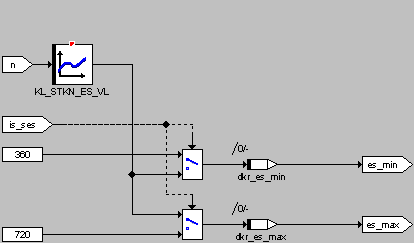 n
KL_STKN_ES_VL
is_ses
360
/0/-
dkr_es_min
es_min
720
/0/-
dkr_es_max
es_max